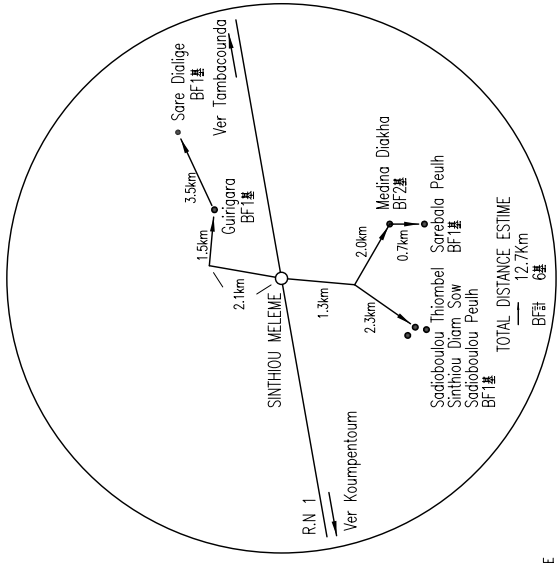 Sare Dialige
BF1基
Ver Tambacounda
3.5km
Guirigara
BF1基
1.5km
2.1km
SINTHIOU MELEME
1.3km
2.0km
Medina Diakha
BF2基
0.7km
Sarebala Peulh
BF1基
2.3km
Sadioboulou Thiombel
Sinthiou Diam Sow
Sadioboulou Peulh
BF1基
R.N 1
Ver Koumpentoum
TOTAL DISTANCE ESTIME
12.7Km
BF計 6基
E